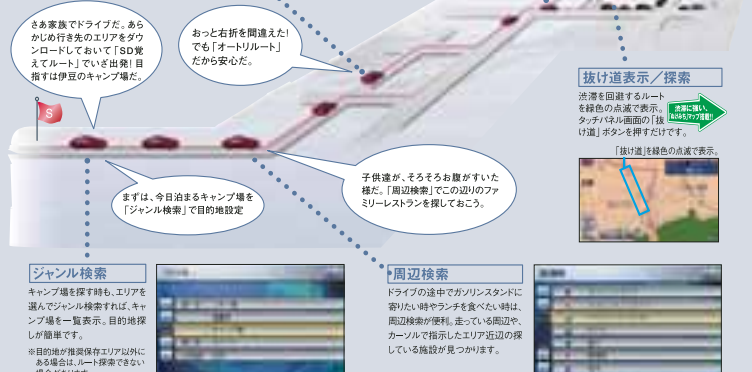 さあ家族でドライブだ。あら
かじめ行き先のエリアをダウ
ンロードしておいて「SD覚
えてルート」でいざ出発！目
指すは伊豆のキャンプ場だ。
おっと右折を間違えた！
でも「オートリルート」
だから安心だ。
S
まずは、今日泊まるキャンプ場を
「ジャンル検索」で目的地設定
子供達が、そろそろお腹がすいた
様だ。「周辺検索」でこの辺りのファ
ミリーレストランを探しておこう。
抜け道表示／探索
渋滞を回避するルート
を緑色の点滅で表示。
タッチパネル画面の「抜
け道」ボタンを押すだけです。
渋滞に強い、
「抜け道」を緑色の点滅で表示。
ジャンル検索
キャンプ場を探す時も、エリアを
選んでジャンル検索すれば、キャ
ンプ場を一覧表示。目的地探
しが簡単です。
※目的地が推奨保存エリア以外に
ある場合は、ルート探索できない
場合があります。
周辺検索
ドライブの途中でガソリンスタンドに
寄りたい時やランチを食べたい時は、
周辺検索が便利。走っている周辺や、
カーソルで指示したエリア近辺の探
している施設が見つかります。